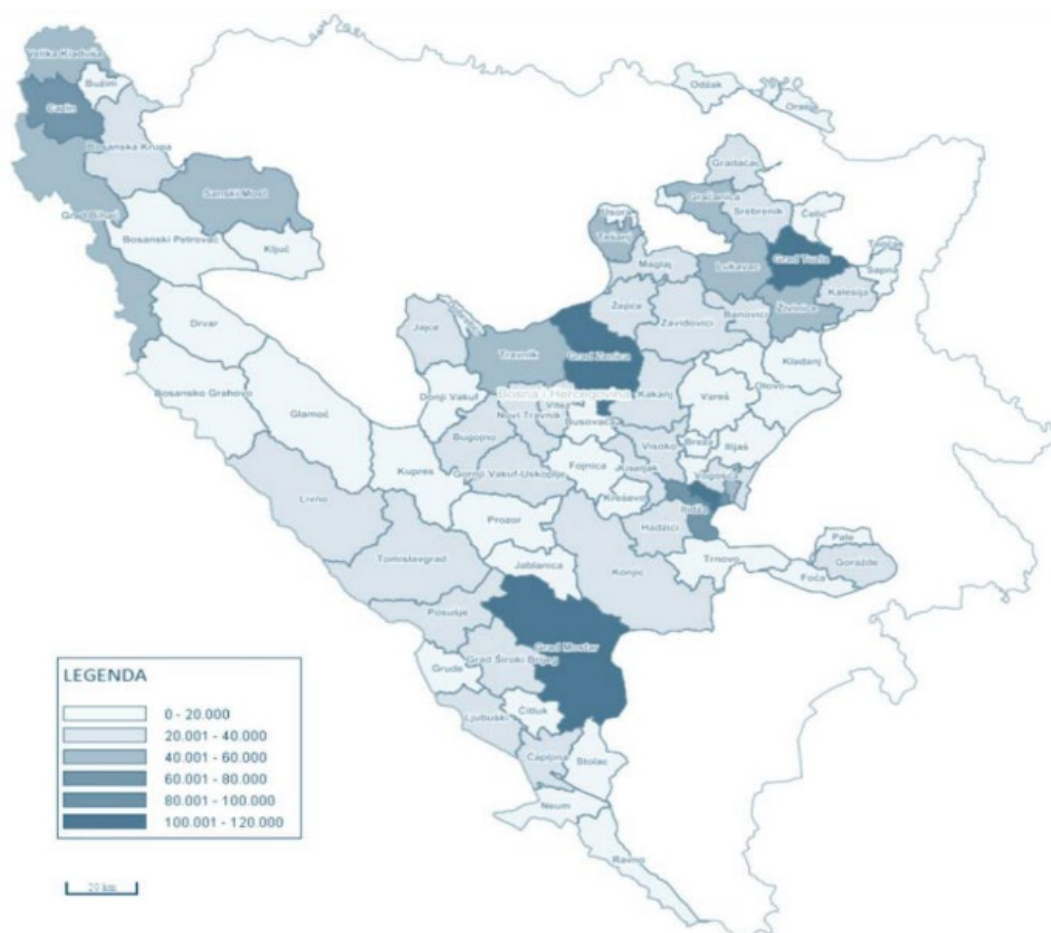 Velika Kladuša
Bužim
Cazin
Bosanska Krupa
Sanski Most
Grad Bihać
Bosanski Petrovac
Ključ
Drvar
Bosansko Grahovo
Glamoč
Odžak
Orašje
Gradačac
Gračanica
Srebrenik
Čelić
Usora
Tešanj
Maglaj
Lukavac
Grad Tuzla
Sapna
Kalesija
Živinice
Banovići
Žepče
Zavidovići
Jajce
Travnik
Grad Zenica
Kladanj
Olovo
Donji Vakuf
Bosna i Hercegovina
Kakanj
Vareš
Novi Travnik
Busovača
Bugojno
Visoko
Breza
Ilijaš
Kupres
Gornji Vakuf-Uskoplje
Fojnica
Kiseljak
Vogošća
Kreševo
Ilidža
Livno
Prozor
Hadžići
Pale
Tomislavgrad
Jablanica
Konjic
Trnovo
Goražde
Foča
Posušje
Grad Mostar
Grude
Grad Široki Brijeg
Ljubuški
Čitluk
Čapljina
Stolac
Neum
Ravno
LEGENDA
0 - 20.000
20.001 - 40.000
40.001 - 60.000
60.001 - 80.000
80.001 - 100.000
100.001 - 120.000
20 km